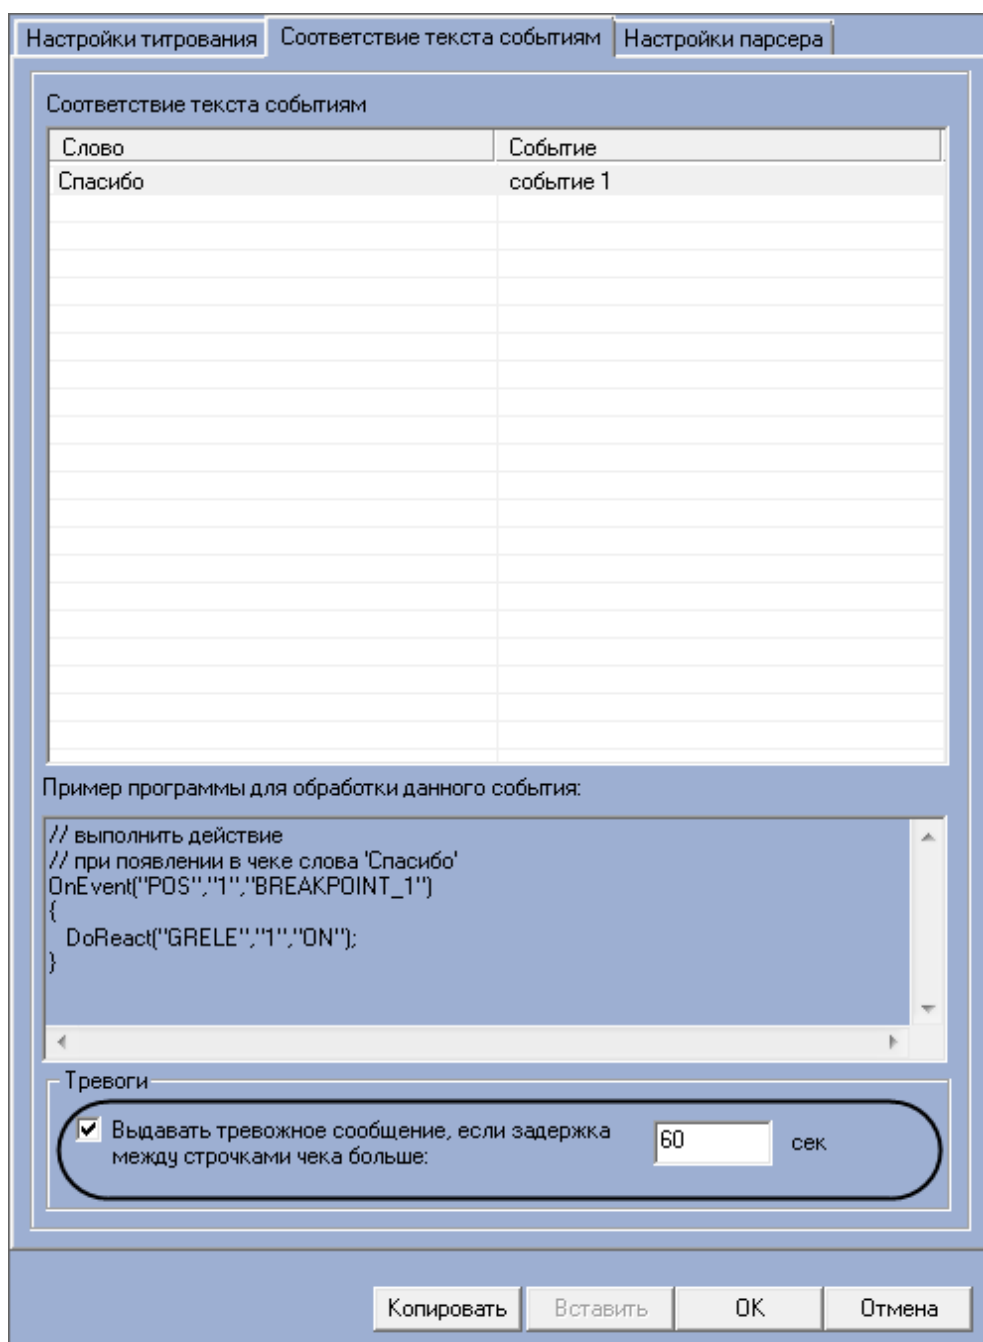 Настройки титрования Соответствие текста событиям Настройки парсера
Соответствие текста событиям
Слово Событие
Спасибо событие 1
Пример программы для обработки данного события:
// выполнить действие
// при появлении в чеке слова 'Спасибо'
OnEvent("POS","1","BREAKPOINT_1")
{
DoReact("GRELE","1","ON");
}
Тревоги
Выдавать тревожное сообщение, если задержка
между строчками чека больше: 60 сек
Копировать Вставить OK Отмена